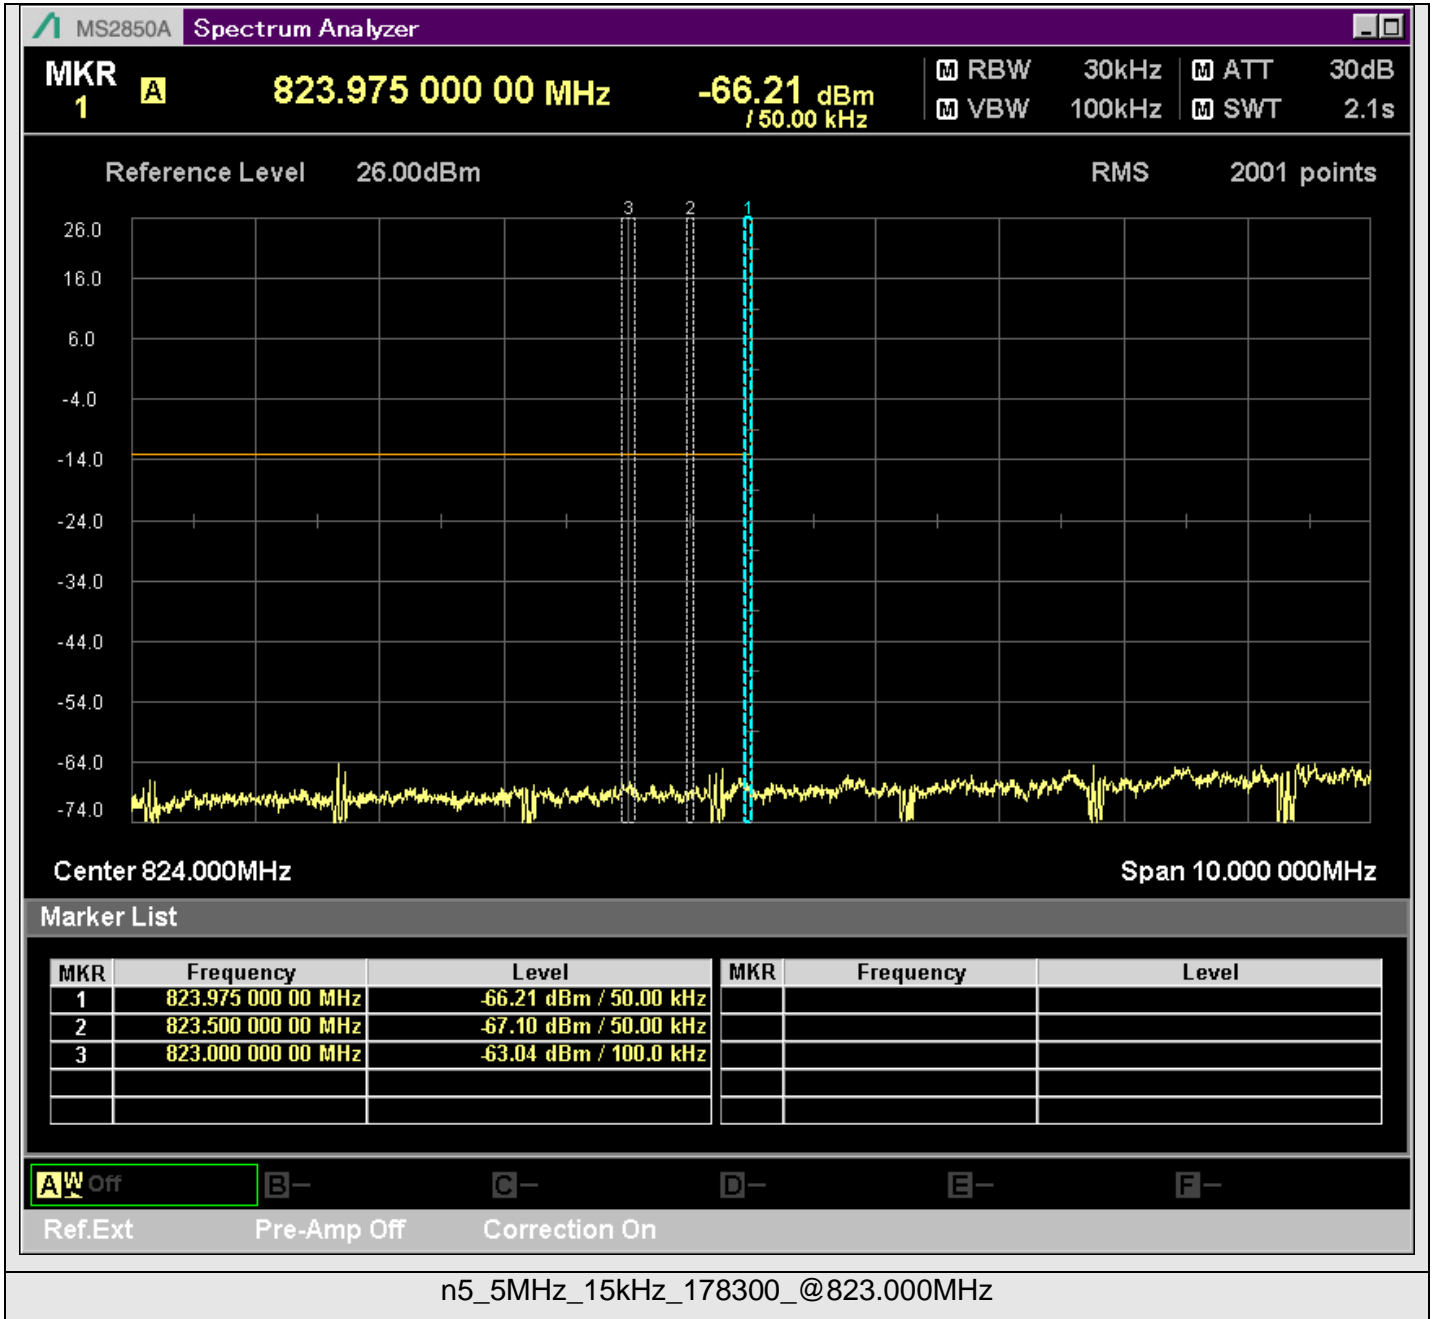 MS2850A Spectrum Analyzer
MKR 1 A 823.975 000 00 MHz -66.21 dBm / 50.00 kHz
M RBW 30kHz M ATT 30dB
M VBW 100kHz M SWT 2.1s
Reference Level 26.00dBm RMS 2001 points
3 2 1
26.0
16.0
6.0
-4.0
-14.0
-24.0
-34.0
-44.0
-54.0
-64.0
-74.0
Center 824.000MHz Span 10.000 000MHz
Marker List
MKR Frequency Level MKR Frequency Level
1 823.975 000 00 MHz -66.21 dBm / 50.00 kHz
2 823.500 000 00 MHz -67.10 dBm / 50.00 kHz
3 823.000 000 00 MHz -63.04 dBm / 100.0 kHz
A W Off B - C - D - E - F -
Ref.Ext Pre-Amp Off Correction On
n5_5MHz_15kHz_178300_@823.000MHz